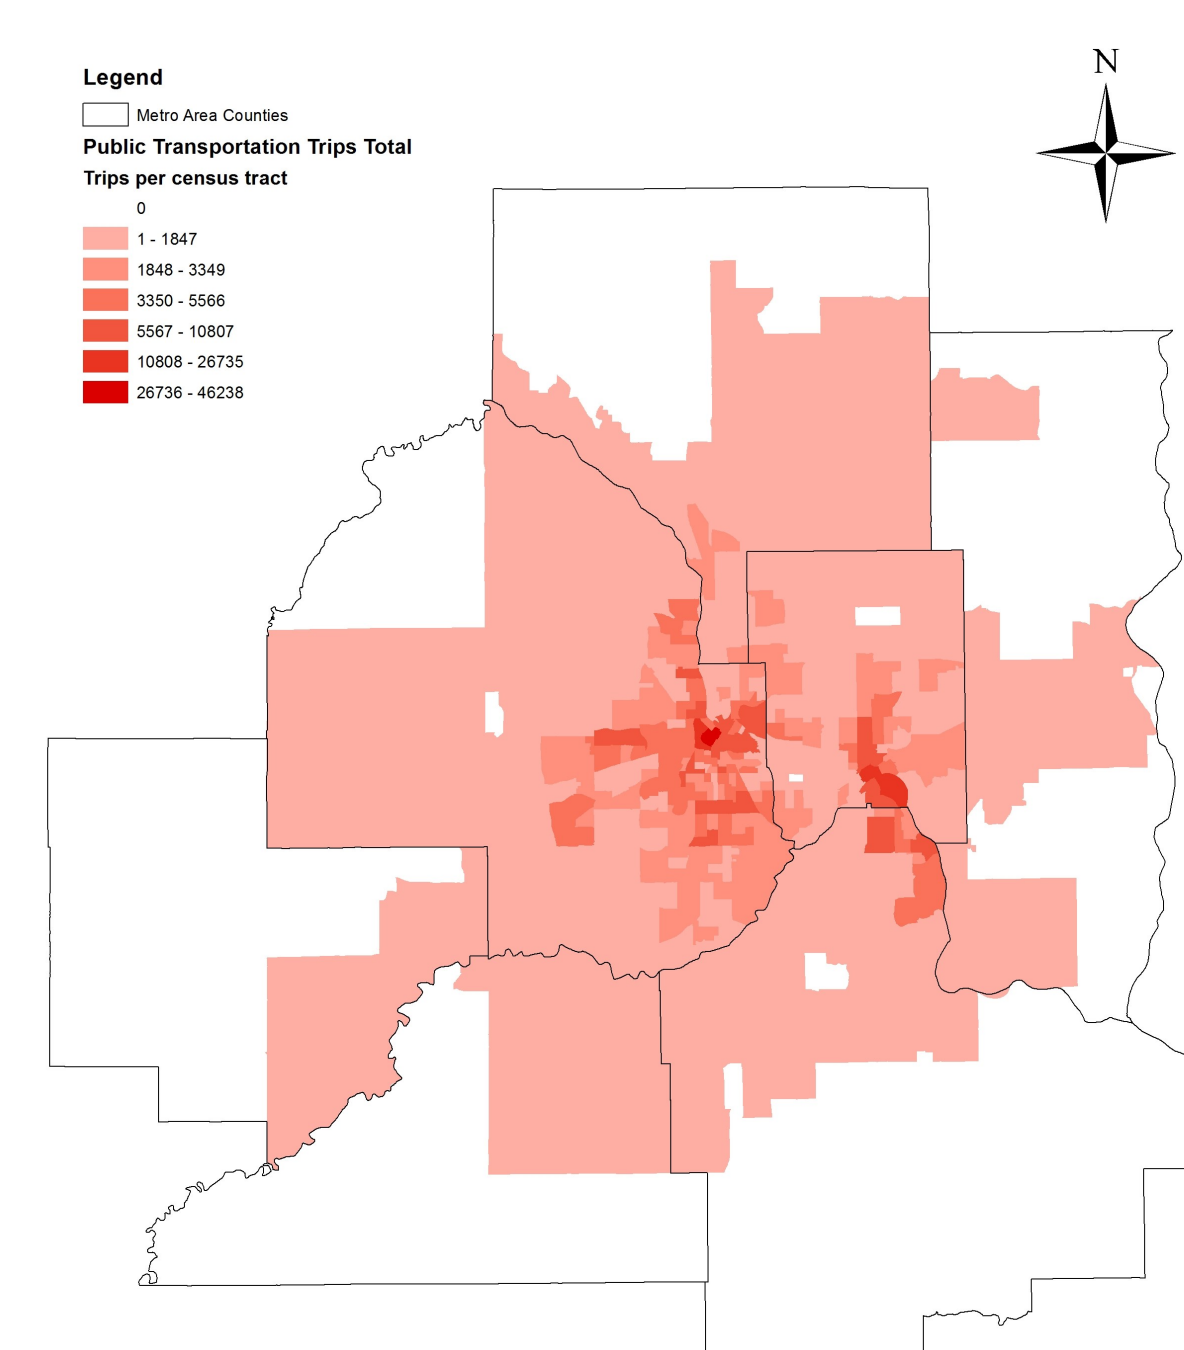 N
Legend
Metro Area Counties
Public Transportation Trips Total
Trips per census tract
0
1 - 1847
1848 - 3349
3350 - 5566
5567 - 10807
10808 - 26735
26736 - 46238